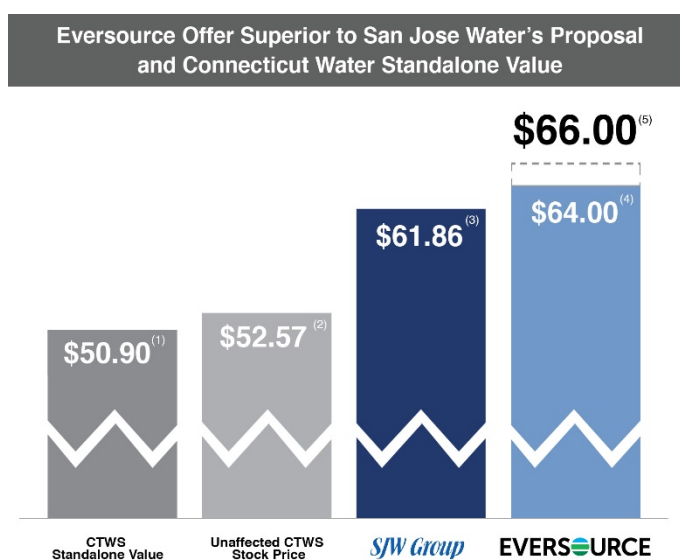 Eversource Offer Superior to San Jose Water's Proposal
and Connecticut Water Standalone Value
$66.00(5)
$64.00(4)
$61.86(3)
$52.57(2)
$50.90(1)
CTWS
Standalone Value
Unaffected CTWS
Stock Price
SJW Group
EVERSOURCE